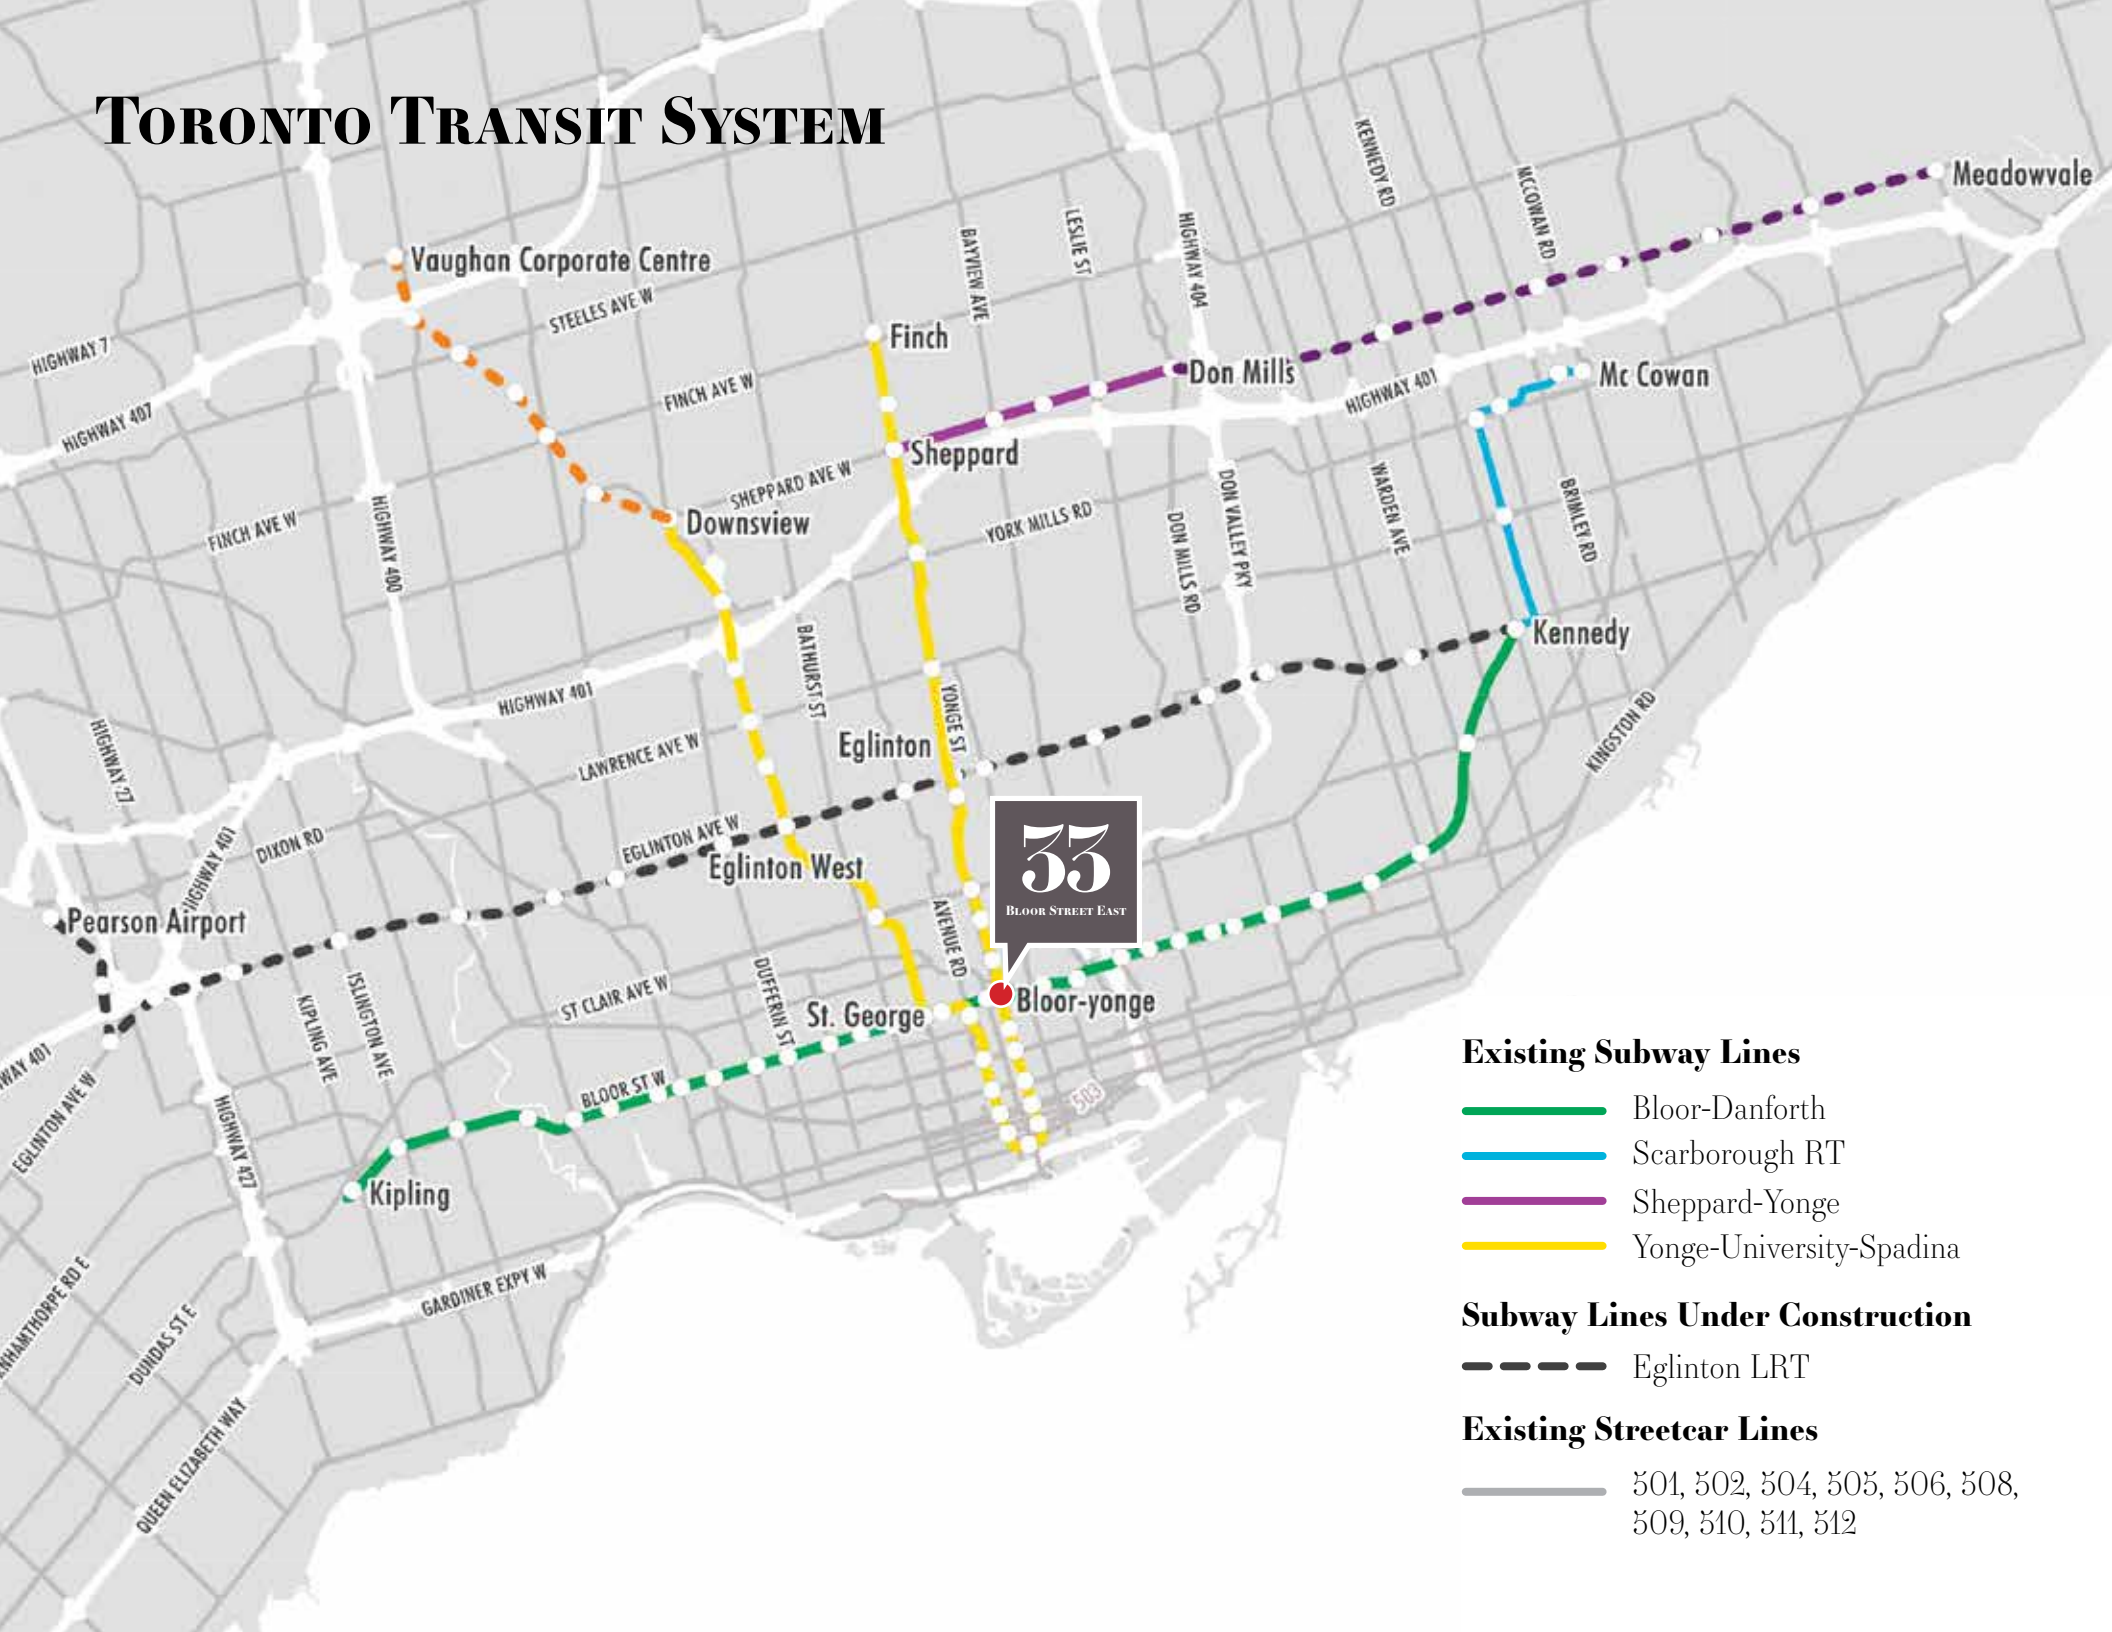 TORONTO TRANSIT SYSTEM
KENNEDY RD
MCCOWAN RD
Meadowvale
LESLIE ST
HIGHWAY 404
BAYVIEW AVE
Vaughan Corporate Centre
STEELES AVE W
HIGHWAY 7
Finch
Don Mills
Mc Cowan
FINCH AVE W
HIGHWAY 401
HIGHWAY 407
Sheppard
SHEPPARD AVE W
WARDEN AVE
BRIMLEY RD
DON VALLEY PKY
DON MILLS RD
YORK MILLS RD
Downsview
HIGHWAY 400
FINCH AVE W
Kennedy
BATHURST ST
HIGHWAY 401
YONGE ST
KINGSTON RD
HIGHWAY 27
LAWRENCE AVE W
Eglinton
EGLINTON AVE W
Eglinton West
HIGHWAY 401
DIXON RD
33
BLOOR STREET EAST
Pearson Airport
AVENUE RD
DUFFERIN ST
ISLINGTON AVE
KIPLING AVE
ST CLAIR AVE W
St. George
Bloor-yonge
WAY 401
EGLINTON AVE W
BLOOR ST W
503
HIGHWAY 427
Kipling
GARDINER EXPY W
NHAMTHORPE RD E
DUNDAS ST E
QUEEN ELIZABETH WAY
Existing Subway Lines
Bloor-Danforth
Scarborough RT
Sheppard-Yonge
Yonge-University-Spadina
Subway Lines Under Construction
Eglinton LRT
Existing Streetcar Lines
501, 502, 504, 505, 506, 508,
509, 510, 511, 512